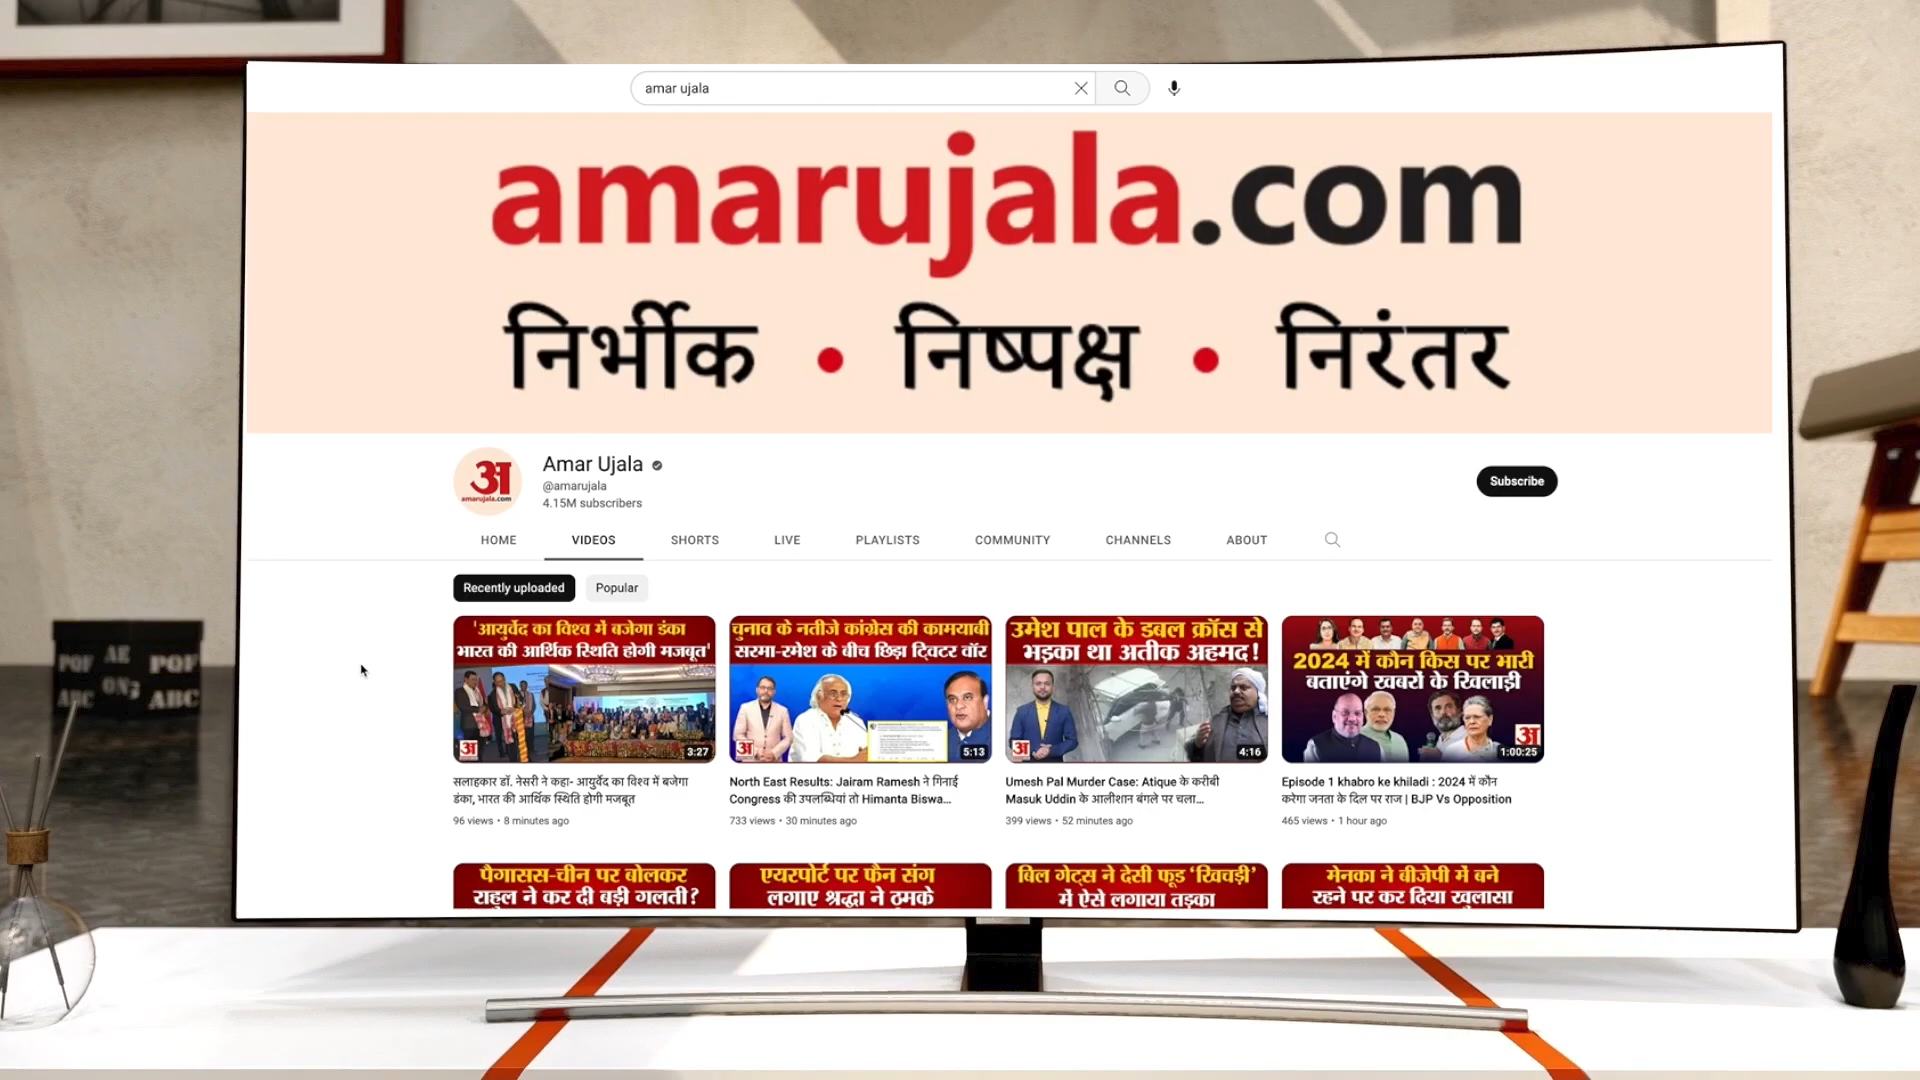 amar ujala
amarujala.com
निर्भीक • निष्पक्ष • निरंतर
अ
amarujala.com
Amar Ujala
@amarujala
4.15M subscribers
Subscribe
HOME VIDEOS SHORTS LIVE PLAYLISTS COMMUNITY CHANNELS ABOUT
Recently uploaded Popular
'आयुर्वेद का विश्व में बजेगा डंका
भारत की आर्थिक स्थिति होगी मजबूत'
अ
3:27
सलाहकार डॉ. नेसरी ने कहा- आयुर्वेद का विश्व में बजेगा
डंका, भारत की आर्थिक स्थिति होगी मजबूत
96 views • 8 minutes ago
चुनाव के नतीजे कांग्रेस की कामयाबी
सरमा-रमेश के बीच छिड़ा ट्विटर वॉर
अ
5:13
North East Results: Jairam Ramesh ने गिनाई
Congress की उपलब्धियां तो Himanta Biswa...
733 views • 30 minutes ago
उमेश पाल के डबल क्रॉस से
भड़का था अतीक अहमद!
अ
4:16
Umesh Pal Murder Case: Atique के करीबी
Masuk Uddin के आलीशान बंगले पर चला...
399 views • 52 minutes ago
2024 में कौन किस पर भारी
बताएंगे खबरों के खिलाड़ी
अ
1:00:25
Episode 1 khabro ke khiladi : 2024 में कौन
करेगा जनता के दिल पर राज | BJP Vs Opposition
465 views • 1 hour ago
पैगासस-चीन पर बोलकर
राहुल ने कर दी बड़ी गलती?
एयरपोर्ट पर फैन संग
लगाए श्रद्धा ने ठुमके
बिल गेट्स ने देसी फूड 'खिचड़ी'
में ऐसे लगाया तड़का
मेनका ने बीजेपी में बने
रहने पर कर दिया खुलासा